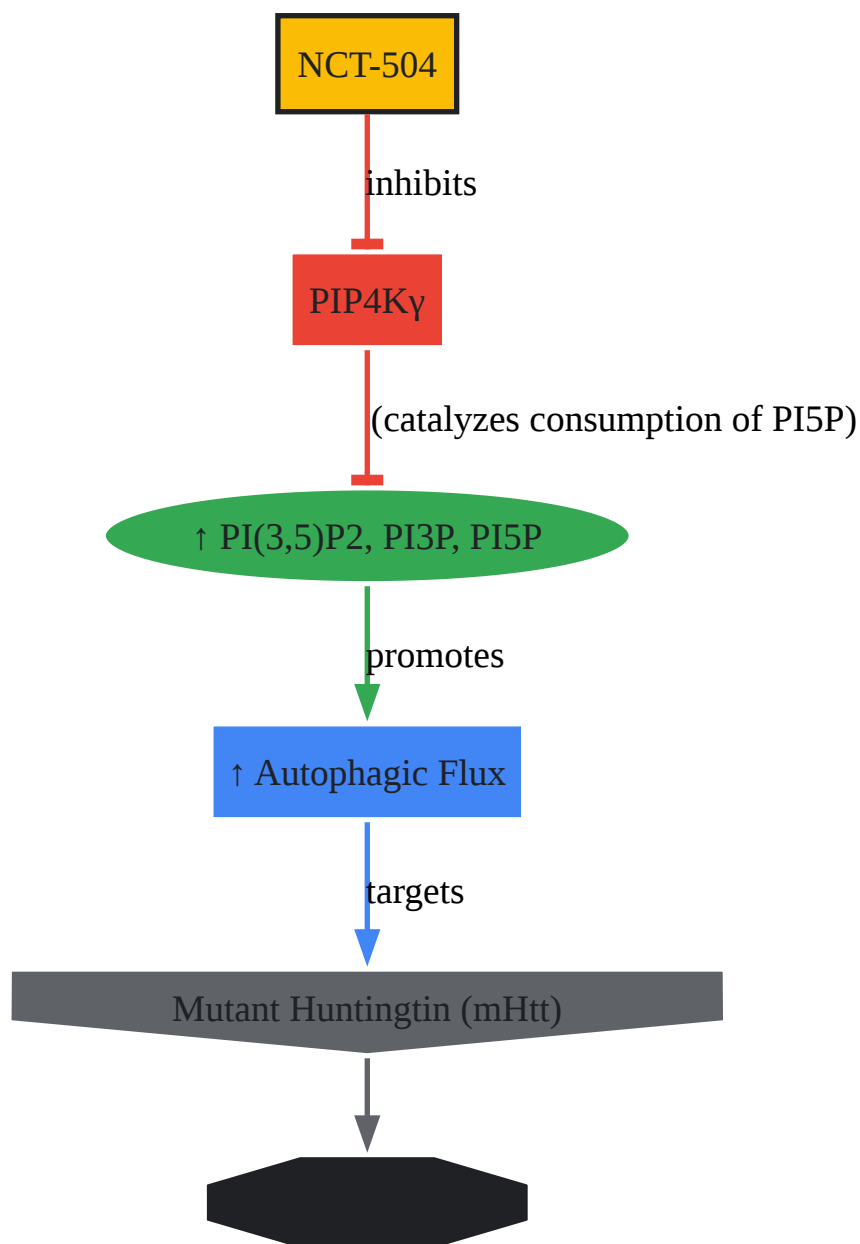 NCT-504
inhibits
PIP4Kγ
(catalyzes consumption of PI5P)
↑ PI(3,5)P2, PI3P, PI5P
promotes
↑ Autophagic Flux
targets
Mutant Huntingtin (mHtt)